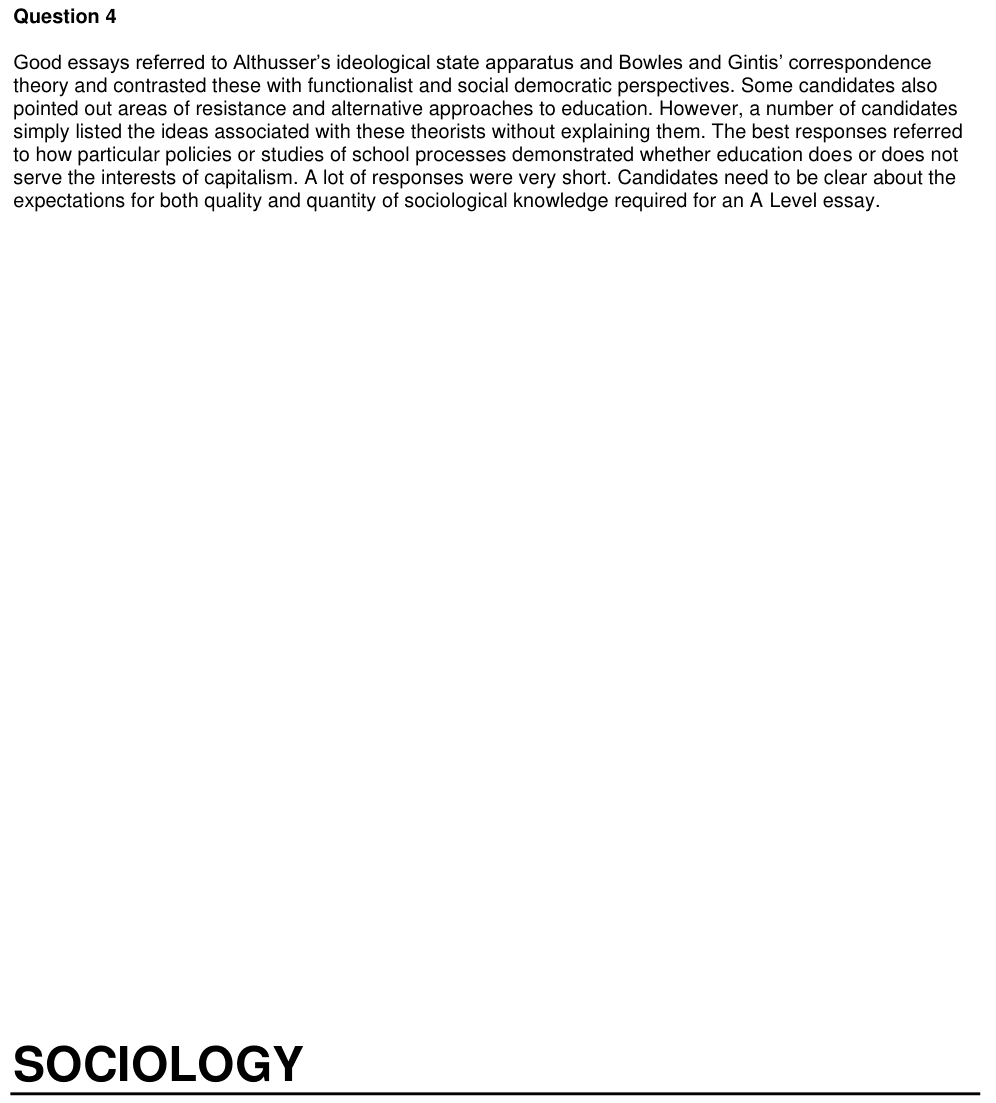 Question 4
Good essays referred to Althusser’s ideological state apparatus and Bowles and Gintis’ correspondence
theory and contrasted these with functionalist and social democratic perspectives. Some candidates also
pointed out areas of resistance and alternative approaches to education. However, a number of candidates
simply listed the ideas associated with these theorists without explaining them. The best responses referred
to how particular policies or studies of school processes demonstrated whether education does or does not
serve the interests of capitalism. A lot of responses were very short. Candidates need to be clear about the
expectations for both quality and quantity of sociological knowledge required for an A Level essay.
SOCIOLOGY